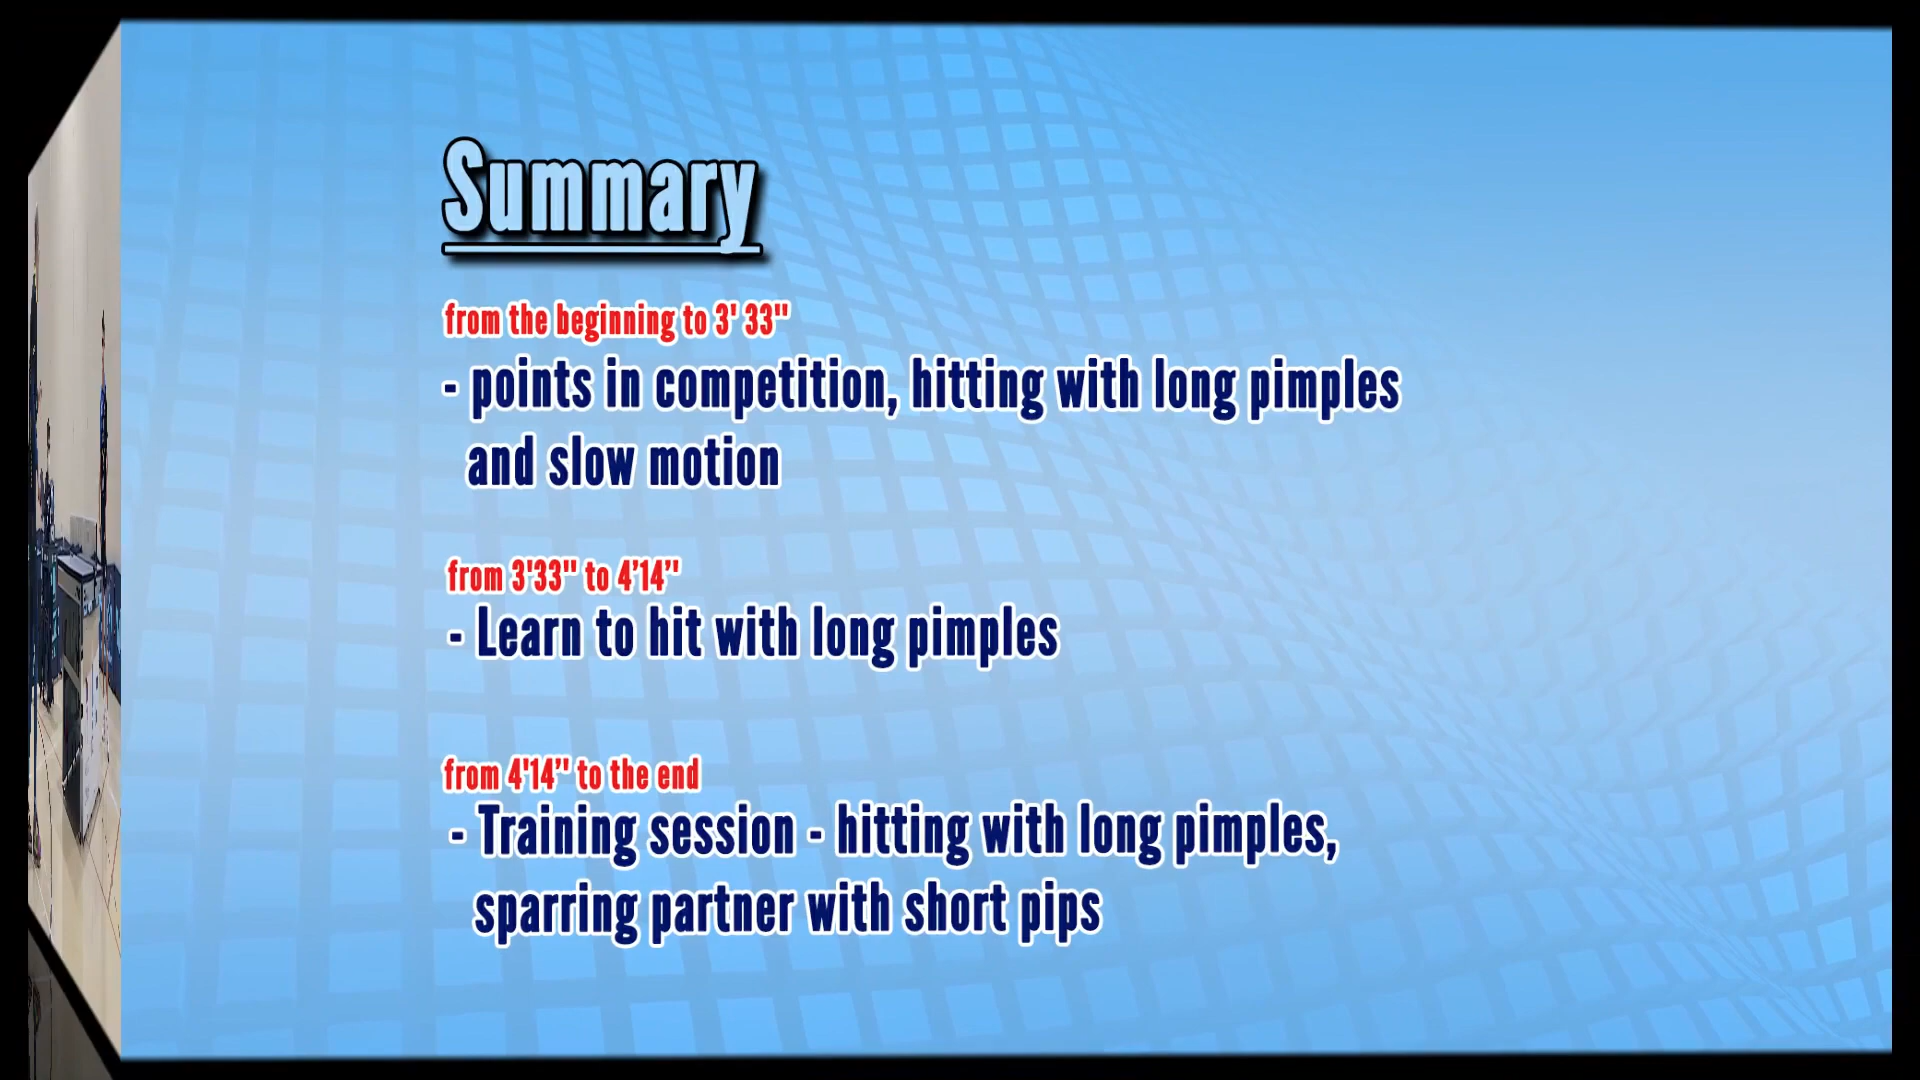 Summary
from the beginning to 3' 33"
- points in competition, hitting with long pimples
and slow motion
from 3'33" to 4'14”
- Learn to hit with long pimples
from 4'14” to the end
- Training session - hitting with long pimples,
sparring partner with short pips